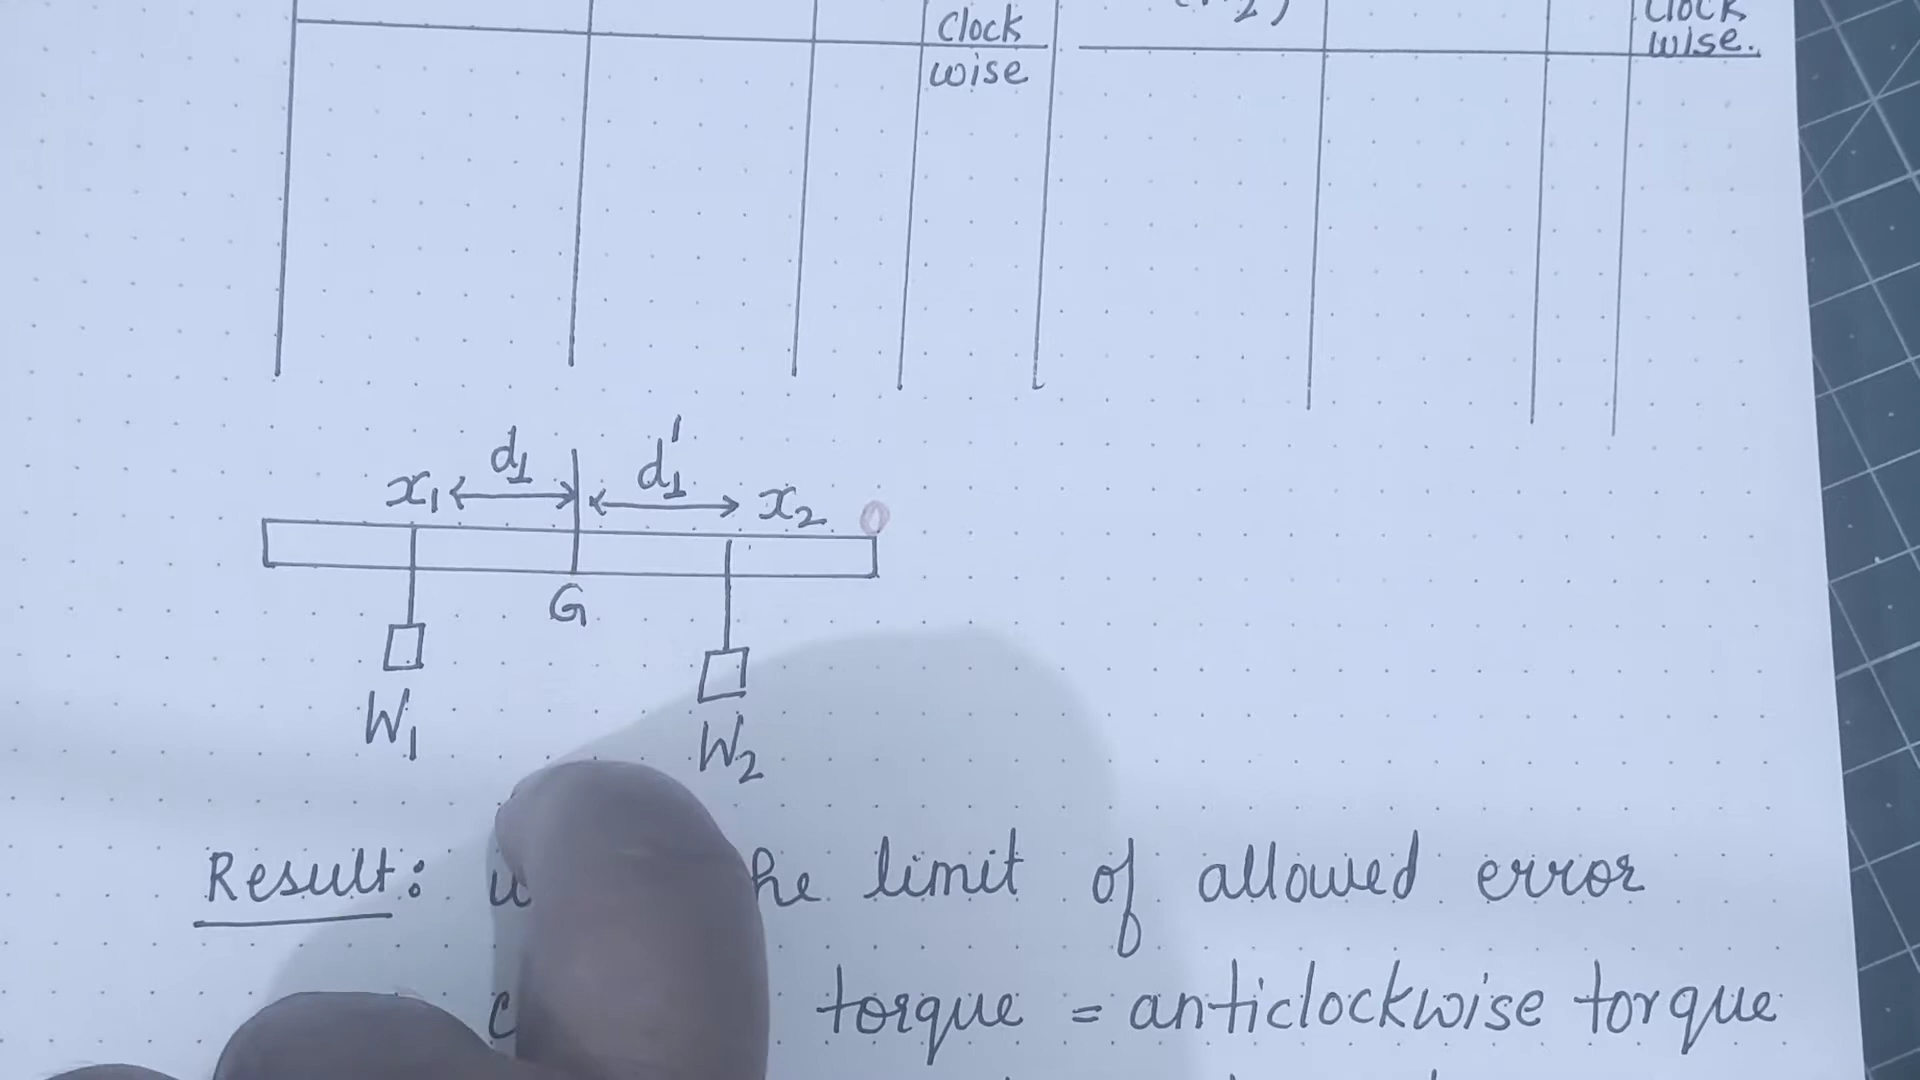 Clock
wise
Clock
wise.
d1
d1'
x1
x2
G
W1
W2
Result: he limit of allowed error
torque = anticlockwise torque